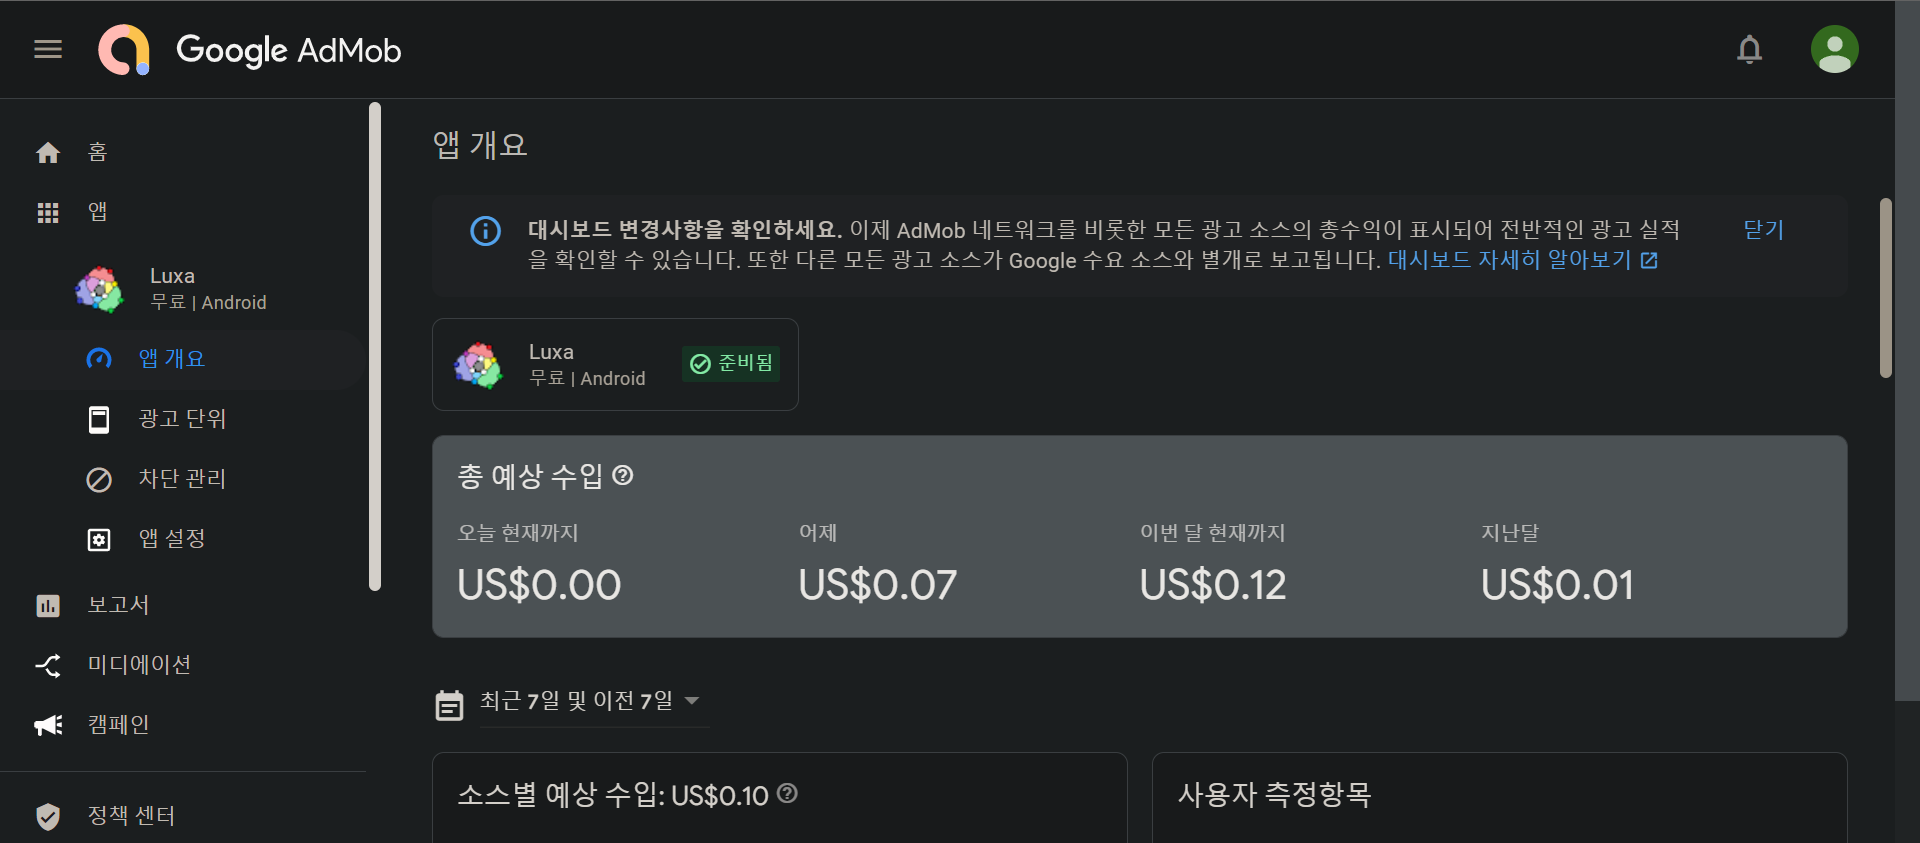 Google AdMob
홈
앱
Luxa
무료 | Android
앱 개요
광고 단위
차단 관리
앱 설정
보고서
미디에이션
캠페인
정책 센터
앱 개요
대시보드 변경사항을 확인하세요. 이제 AdMob 네트워크를 비롯한 모든 광고 소스의 총수익이 표시되어 전반적인 광고 실적
을 확인할 수 있습니다. 또한 다른 모든 광고 소스가 Google 수요 소스와 별개로 보고됩니다. 대시보드 자세히 알아보기
닫기
Luxa
무료 | Android
준비됨
총 예상 수입
오늘 현재까지
US$0.00
어제
US$0.07
이번 달 현재까지
US$0.12
지난달
US$0.01
최근 7일 및 이전 7일
소스별 예상 수입: US$0.10
사용자 측정항목